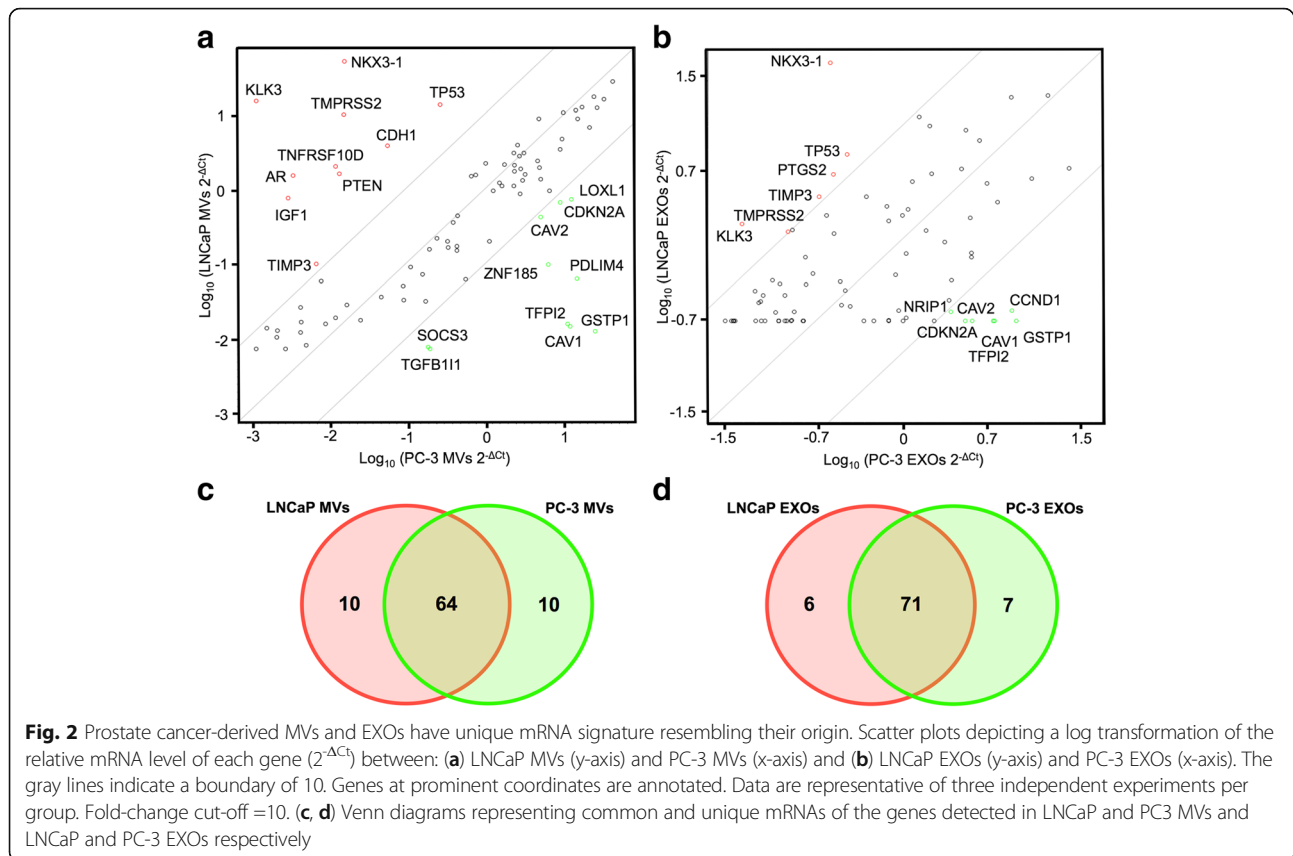 a
NKX3-1
KLK3
TMPRSS2
TP53
CDH1
TNFRSF10D
AR
PTEN
IGF1
TIMP3
LOXL1
CDKN2A
CAV2
ZNF185
PDLIM4
TFPI2
GSTP1
CAV1
SOCS3
TGFB1I1
1
0
-1
-2
-3
Log10 (LNCaP MVs 2-ΔCt)
-3 -2 -1 0 1
Log10 (PC-3 MVs 2-ΔCt)
b
NKX3-1
TP53
PTGS2
TIMP3
TMPRSS2
KLK3
NRIP1
CAV2
CCND1
CDKN2A
CAV1
GSTP1
TFPI2
1.5
0.7
-0.7
-1.5
Log10 (LNCaP EXOs 2-ΔCt)
-1.5 -0.7 0 0.7 1.5
Log10 (PC-3 EXOs 2-ΔCt)
c
LNCaP MVs
PC-3 MVs
10 64 10
d
LNCaP EXOs
PC-3 EXOs
6 71 7
Fig. 2 Prostate cancer-derived MVs and EXOs have unique mRNA signature resembling their origin. Scatter plots depicting a log transformation of the
relative mRNA level of each gene (2-ΔCt) between: (a) LNCaP MVs (y-axis) and PC-3 MVs (x-axis) and (b) LNCaP EXOs (y-axis) and PC-3 EXOs (x-axis). The
gray lines indicate a boundary of 10. Genes at prominent coordinates are annotated. Data are representative of three independent experiments per
group. Fold-change cut-off =10. (c, d) Venn diagrams representing common and unique mRNAs of the genes detected in LNCaP and PC3 MVs and
LNCaP and PC-3 EXOs respectively